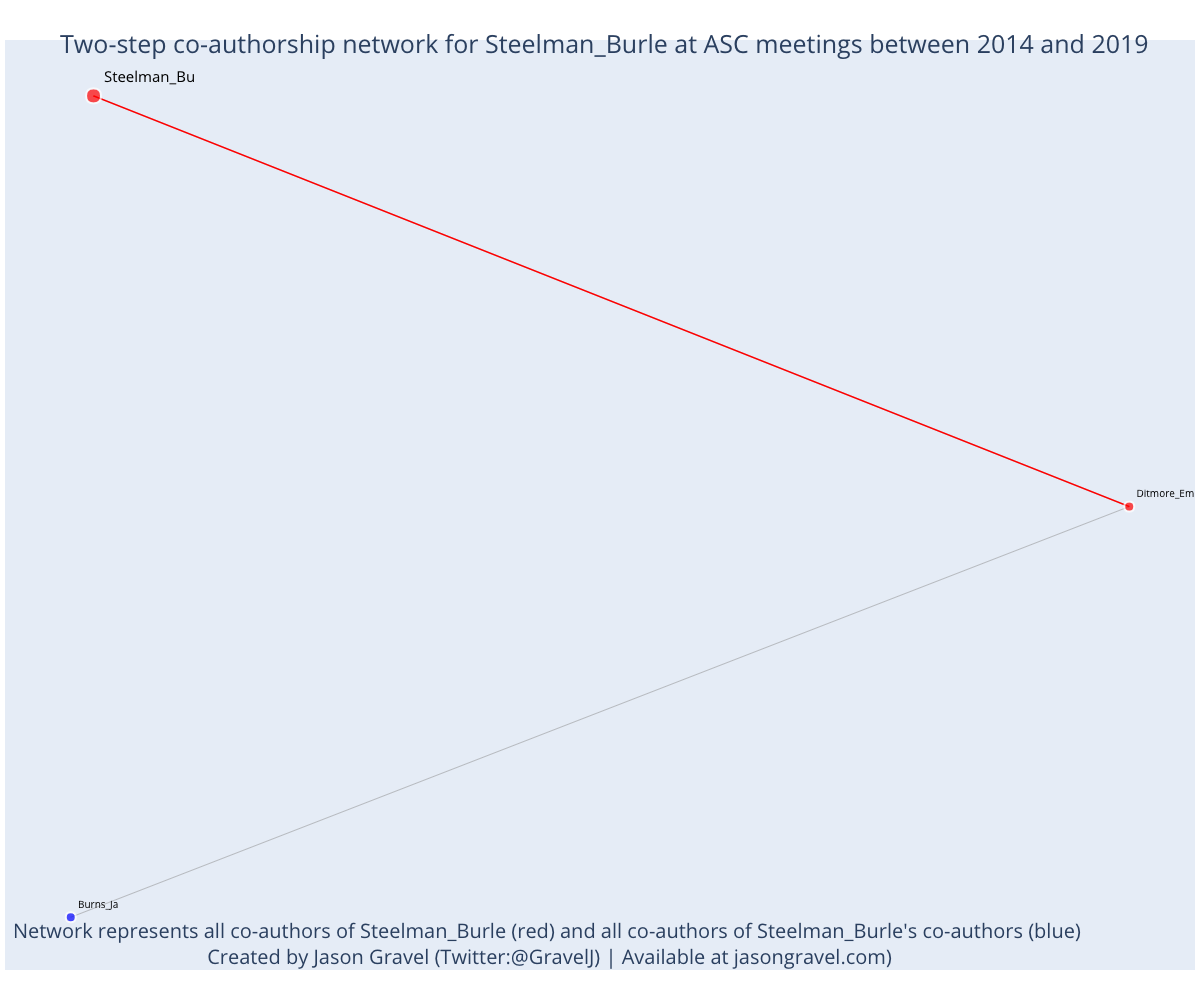 Two-step co-authorship network for Steelman_Burle at ASC meetings between 2014 and 2019
Steelman_Bu
Ditmore_Em
Burns_Ja
Network represents all co-authors of Steelman_Burle (red) and all co-authors of Steelman_Burle's co-authors (blue)
Created by Jason Gravel (Twitter:@GravelJ) | Available at jasongravel.com)